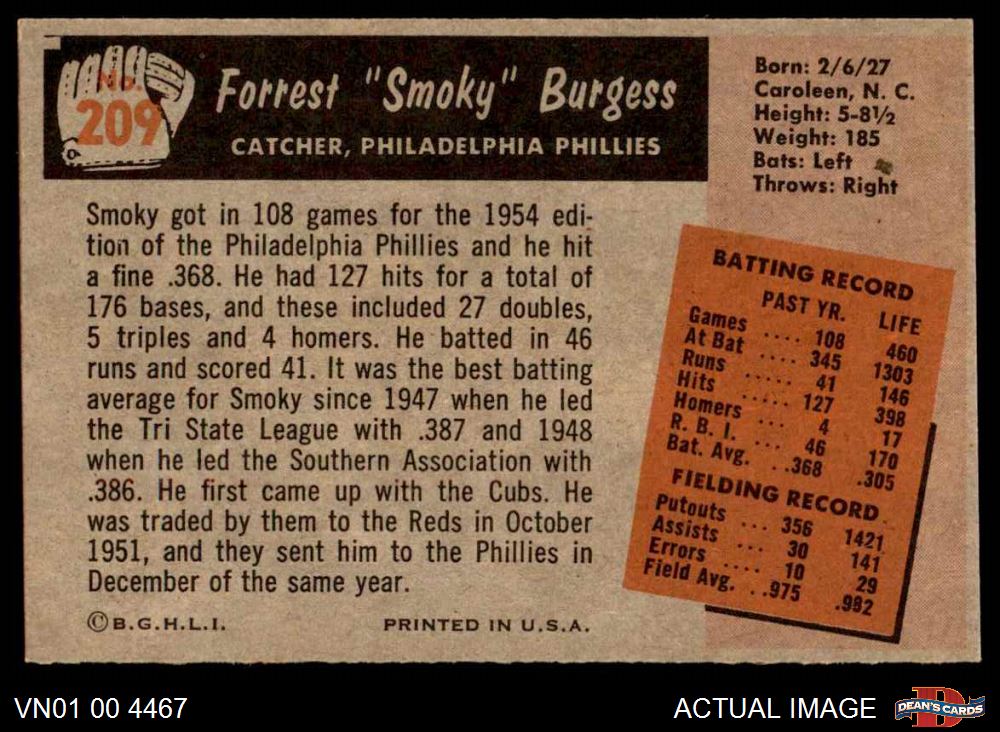 No.
209
Forrest "Smoky" Burgess
CATCHER, PHILADELPHIA PHILLIES
Born: 2/6/27
Caroleen, N. C.
Height: 5-8½
Weight: 185
Bats: Left
Throws: Right
Smoky got in 108 games for the 1954 edi-
tion of the Philadelphia Phillies and he hit
a fine .368. He had 127 hits for a total of
176 bases, and these included 27 doubles,
5 triples and 4 homers. He batted in 46
runs and scored 41. It was the best batting
average for Smoky since 1947 when he led
the Tri State League with .387 and 1948
when he led the Southern Association with
.386. He first came up with the Cubs. He
was traded by them to the Reds in October
1951, and they sent him to the Phillies in
December of the same year.
©B.G.H.L.I. PRINTED IN U.S.A.
BATTING RECORD
PAST YR. LIFE
Games .... 108 460
At Bat .... 345 1303
Runs ..... 41 146
Hits ..... 127 398
Homers .... 4 17
R. B. I. ... 46 170
Bat. Avg. ..368 .305
FIELDING RECORD
Putouts ... 356 1421
Assists ... 30 141
Errors .... 10 29
Field Avg. ..975 .982
VN01 00 4467
ACTUAL IMAGE
D
DEAN'S CARDS